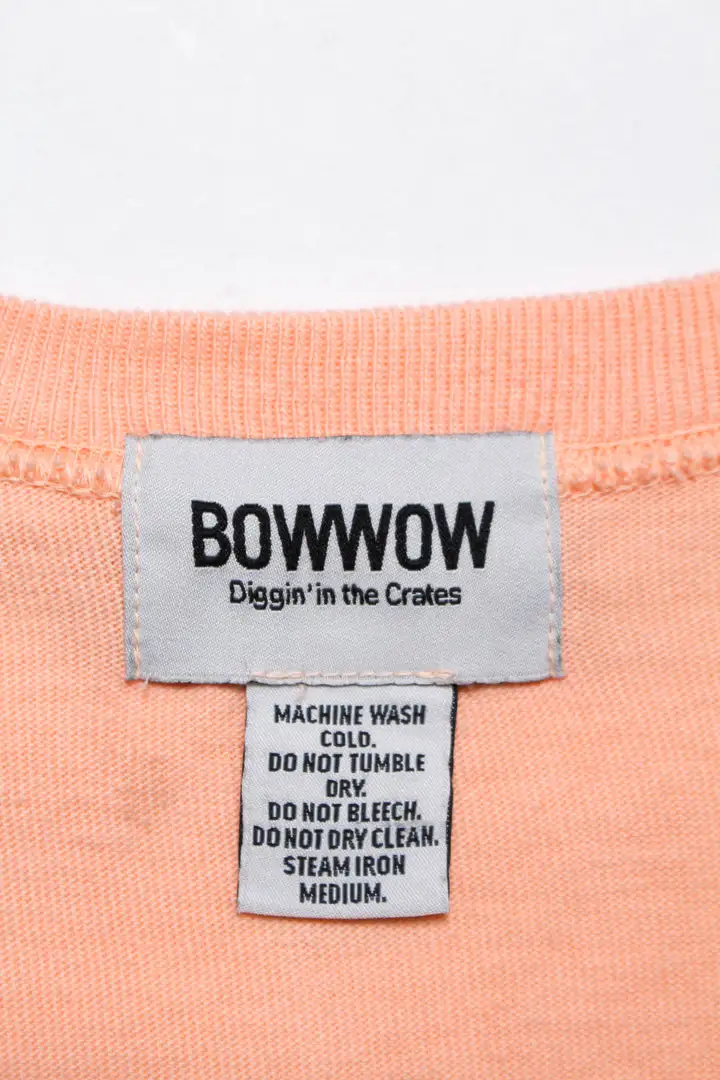 BOWWOW
Diggin' in the Crates
MACHINE WASH
COLD.
DO NOT TUMBLE
DRY.
DO NOT BLEECH.
DO NOT DRY CLEAN.
STEAM IRON
MEDIUM.